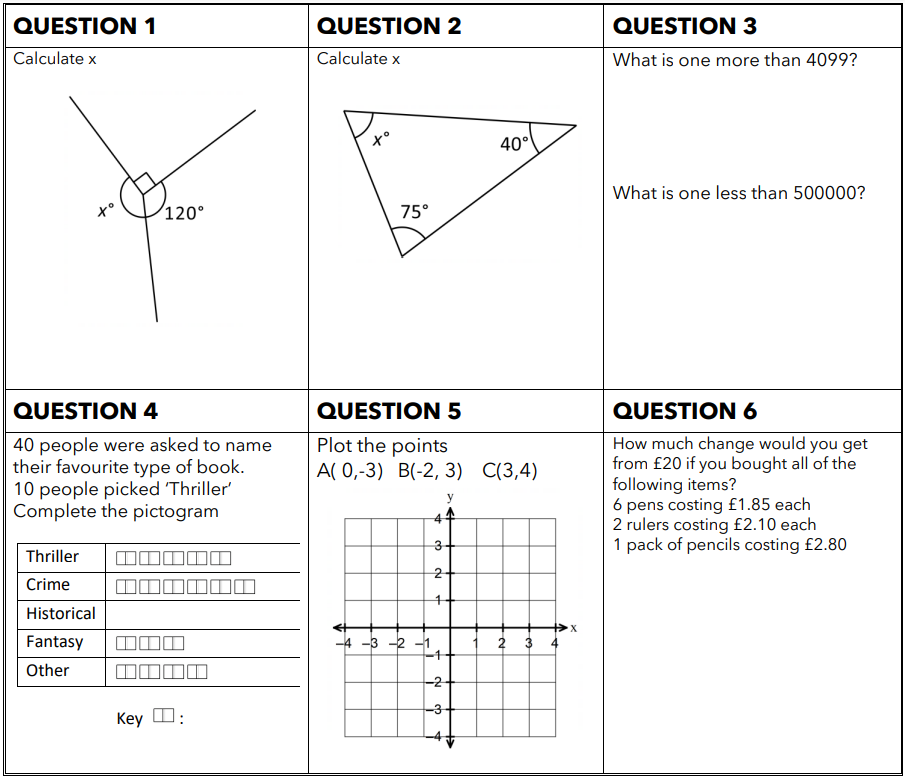 QUESTION 1
Calculate x
x°
120°
QUESTION 2
Calculate x
x°
40°
75°
QUESTION 3
What is one more than 4099?
What is one less than 500000?
QUESTION 4
40 people were asked to name
their favourite type of book.
10 people picked ‘Thriller’
Complete the pictogram
Thriller
Crime
Historical
Fantasy
Other
Key :
QUESTION 5
Plot the points
A( 0,-3) B(-2, 3) C(3,4)
y
4
3
2
1
x
–4 –3 –2 –1 1 2 3 4
–1
–2
–3
–4
QUESTION 6
How much change would you get
from £20 if you bought all of the
following items?
6 pens costing £1.85 each
2 rulers costing £2.10 each
1 pack of pencils costing £2.80